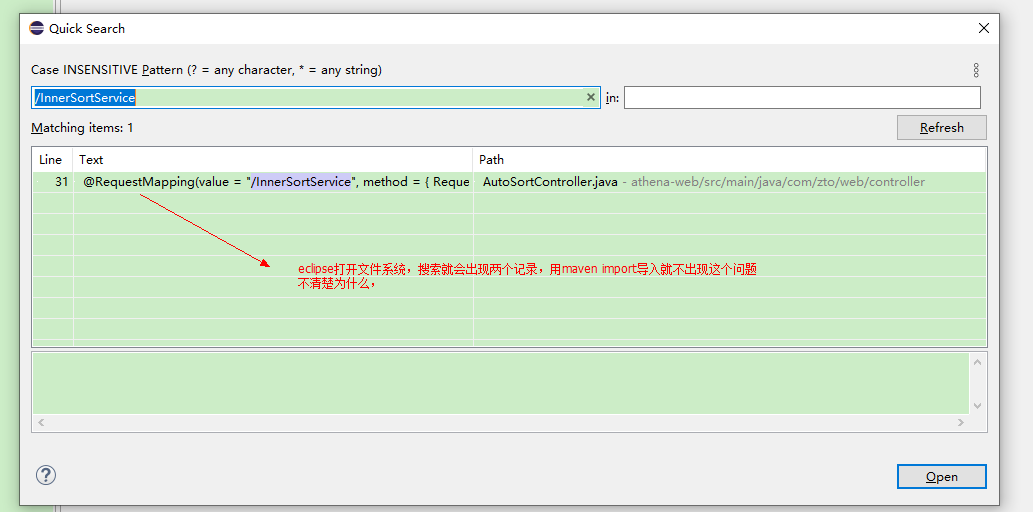 Quick Search
Case INSENSITIVE Pattern (? = any character, * = any string)
/InnerSortService
in:
Matching items: 1
Refresh
Line Text Path
31 @RequestMapping(value = "/InnerSortService", method = { Reque AutoSortController.java - athena-web/src/main/java/com/zto/web/controller
eclipse打开文件系统，搜索就会出现两个记录，用maven import导入就不出现这个问题
不清楚为什么，
Open